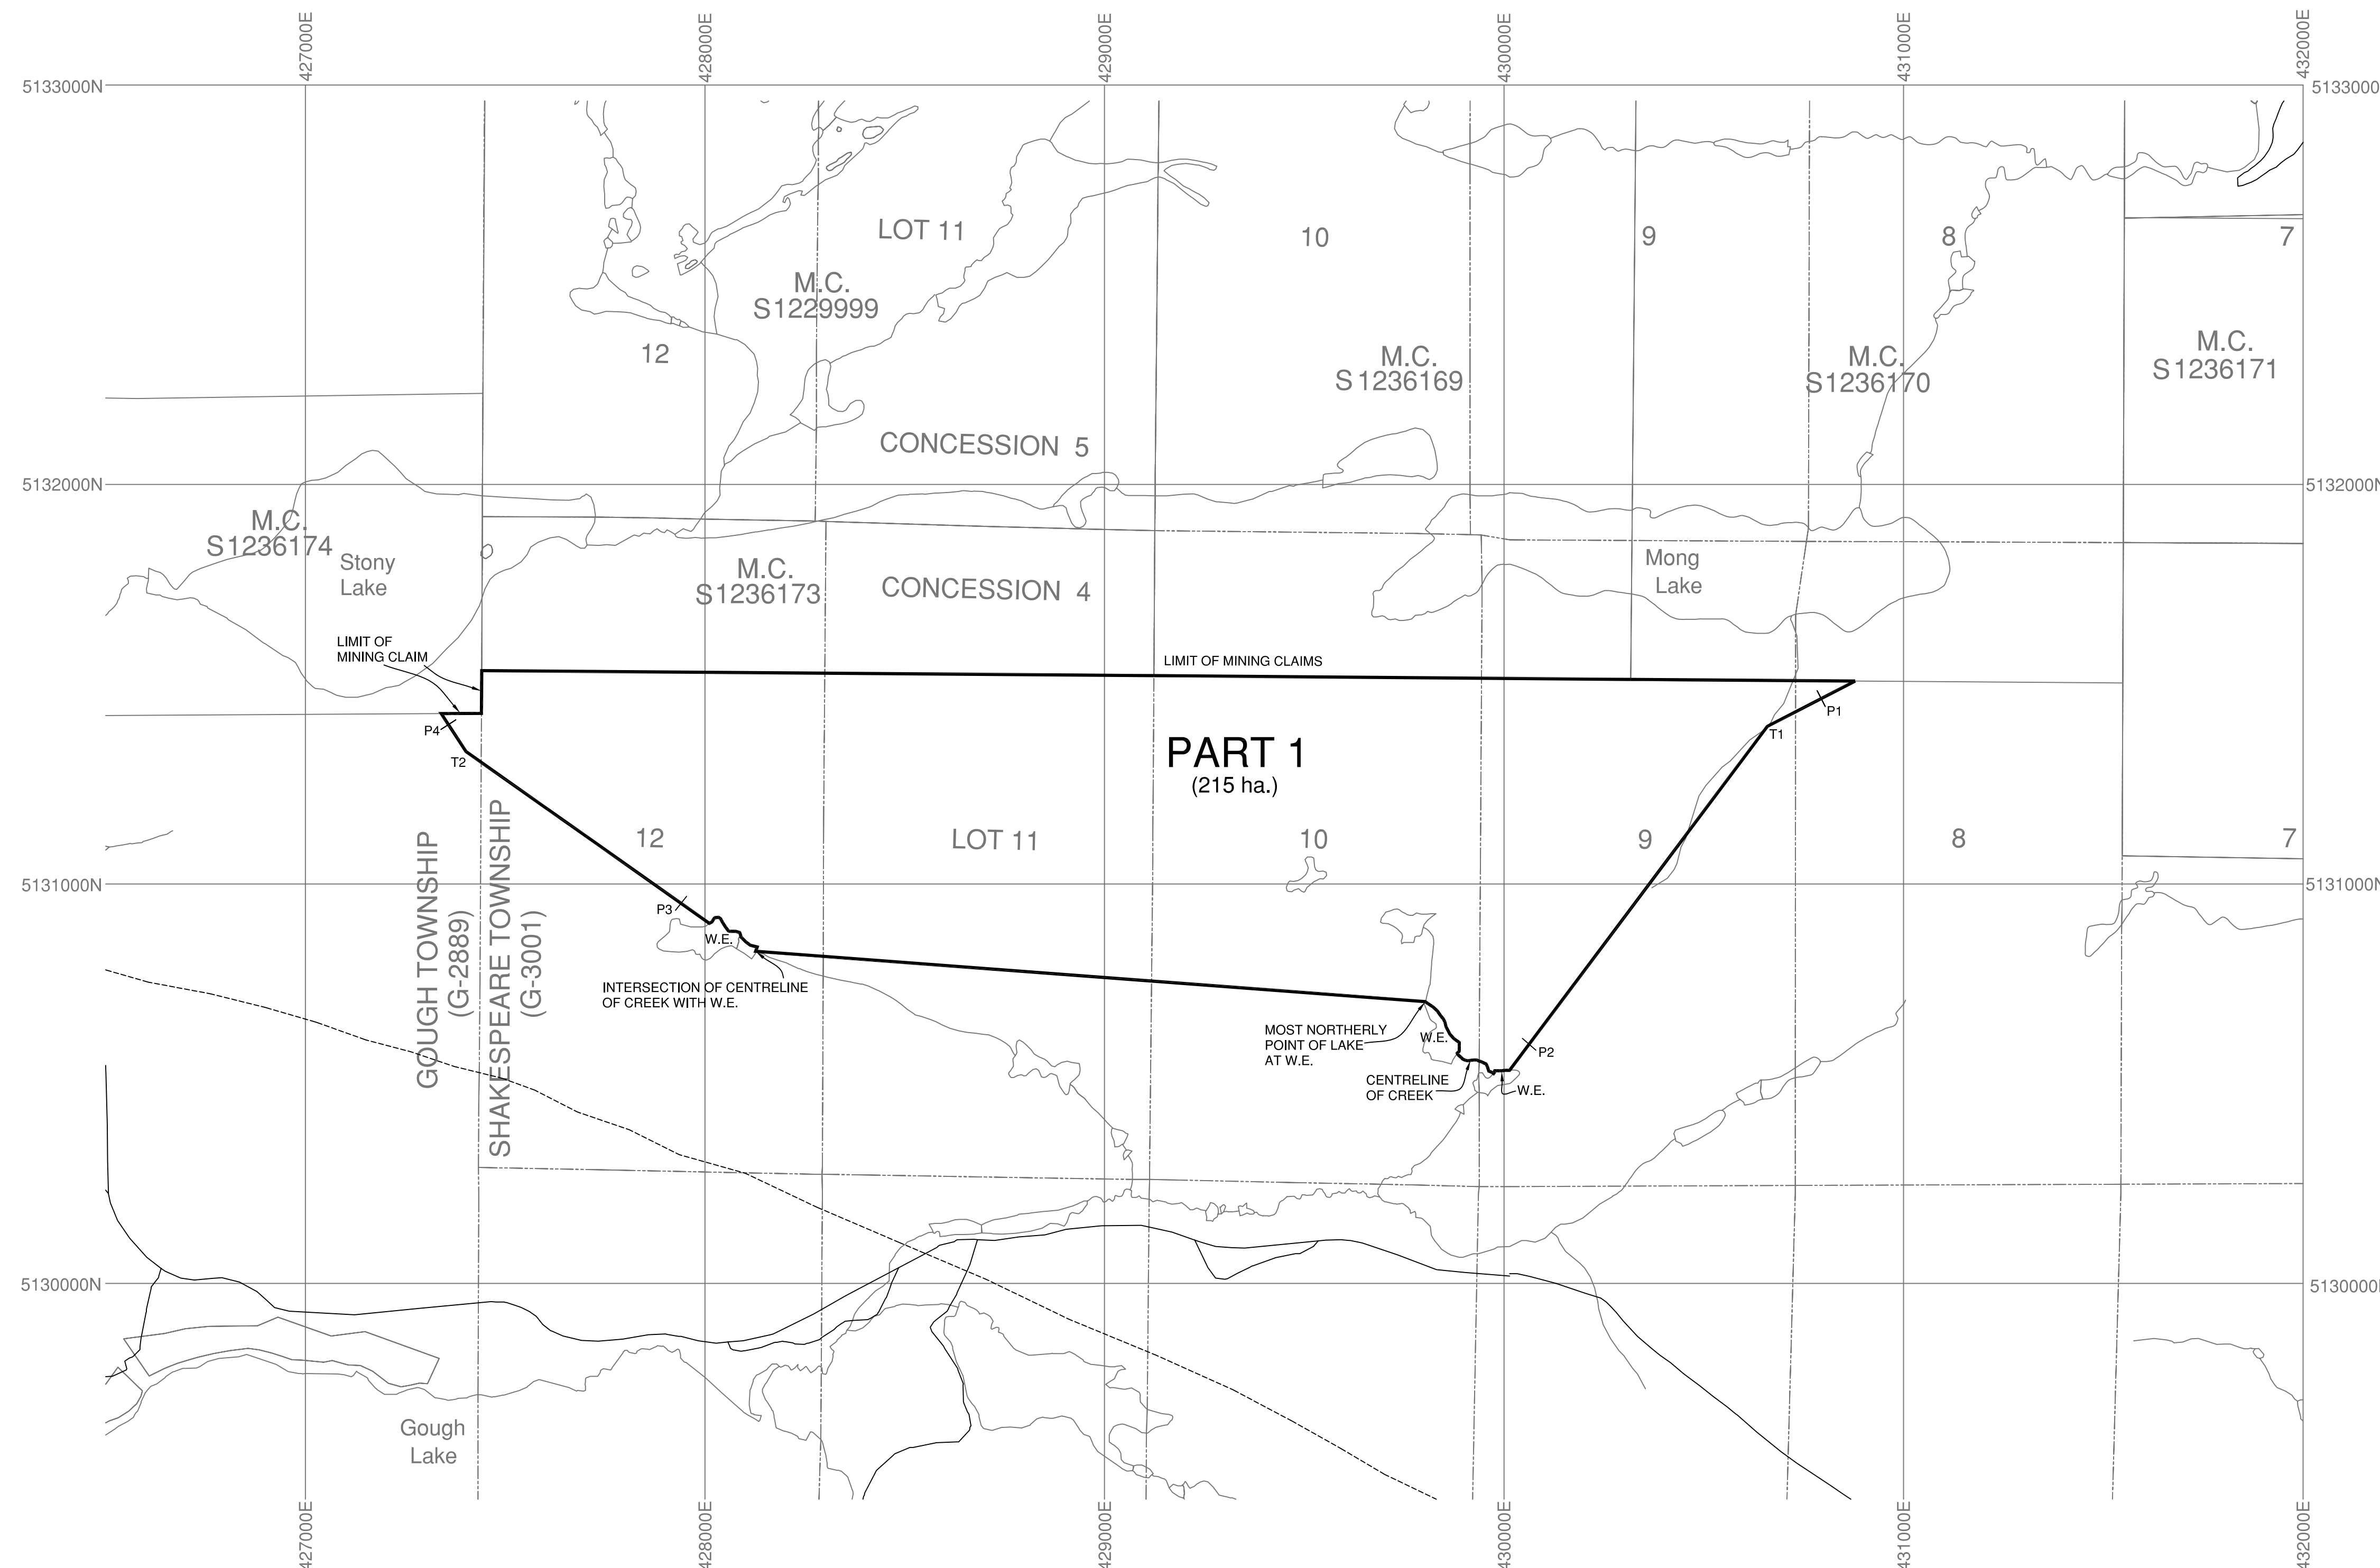 427000E
428000E
429000E
430000E
431000E
432000E
5133000N
5133000
LOT 11
10
9
8
7
M.C.
S1229999
12
M.C.
S1236169
M.C.
S1236170
M.C.
S1236171
CONCESSION 5
5132000N
5132000N
M.C.
S1236174
Stony
Lake
M.C.
S1236173
CONCESSION 4
Mong
Lake
LIMIT OF
MINING CLAIM
LIMIT OF MINING CLAIMS
P4
T2
P1
T1
PART 1
(215 ha.)
12
LOT 11
10
9
8
7
5131000N
5131000N
GOUGH TOWNSHIP
(G-2889)
SHAKESPEARE TOWNSHIP
(G-3001)
P3
W.E.
INTERSECTION OF CENTRELINE
OF CREEK WITH W.E.
MOST NORTHERLY
POINT OF LAKE
AT W.E.
W.E.
P2
CENTRELINE
OF CREEK
W.E.
5130000N
5130000N
Gough
Lake
427000E
428000E
429000E
430000E
431000E
432000E